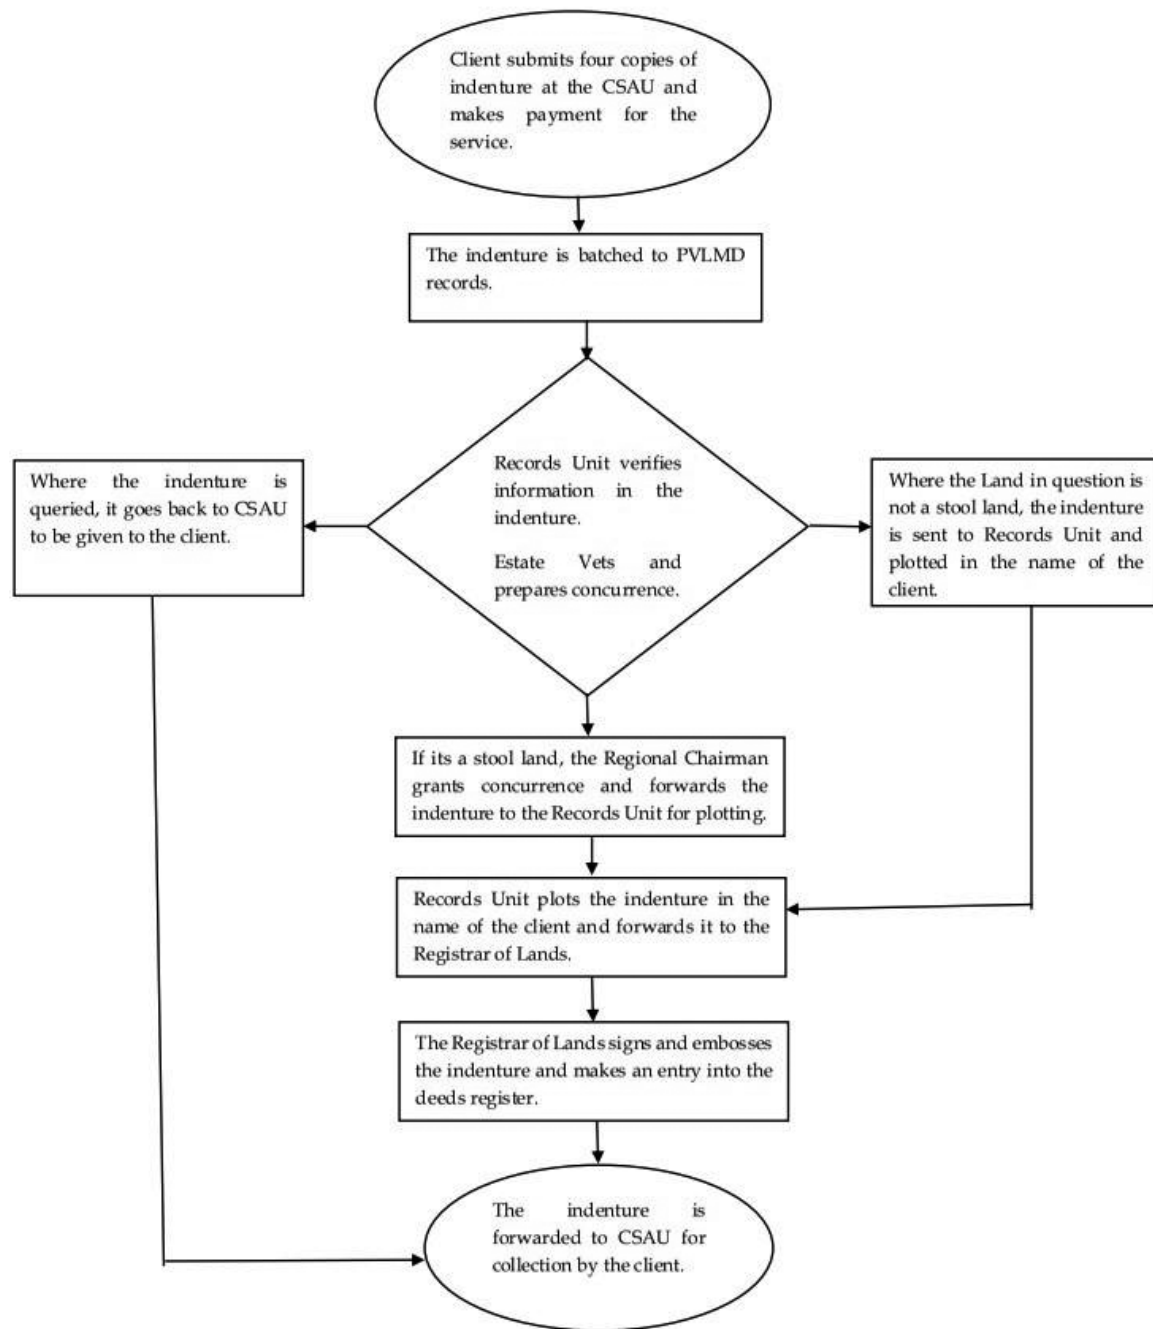 Client submits four copies of
indenture at the CSAU and
makes payment for the
service.
The indenture is batched to PVLMD
records.
Records Unit verifies
information in the
indenture.
Estate Vets and
prepares concurrence.
Where the indenture is
queried, it goes back to CSAU
to be given to the client.
Where the Land in question is
not a stool land, the indenture
is sent to Records Unit and
plotted in the name of the
client.
If its a stool land, the Regional Chairman
grants concurrence and forwards the
indenture to the Records Unit for plotting.
Records Unit plots the indenture in the
name of the client and forwards it to the
Registrar of Lands.
The Registrar of Lands signs and embosses
the indenture and makes an entry into the
deeds register.
The indenture is
forwarded to CSAU for
collection by the client.